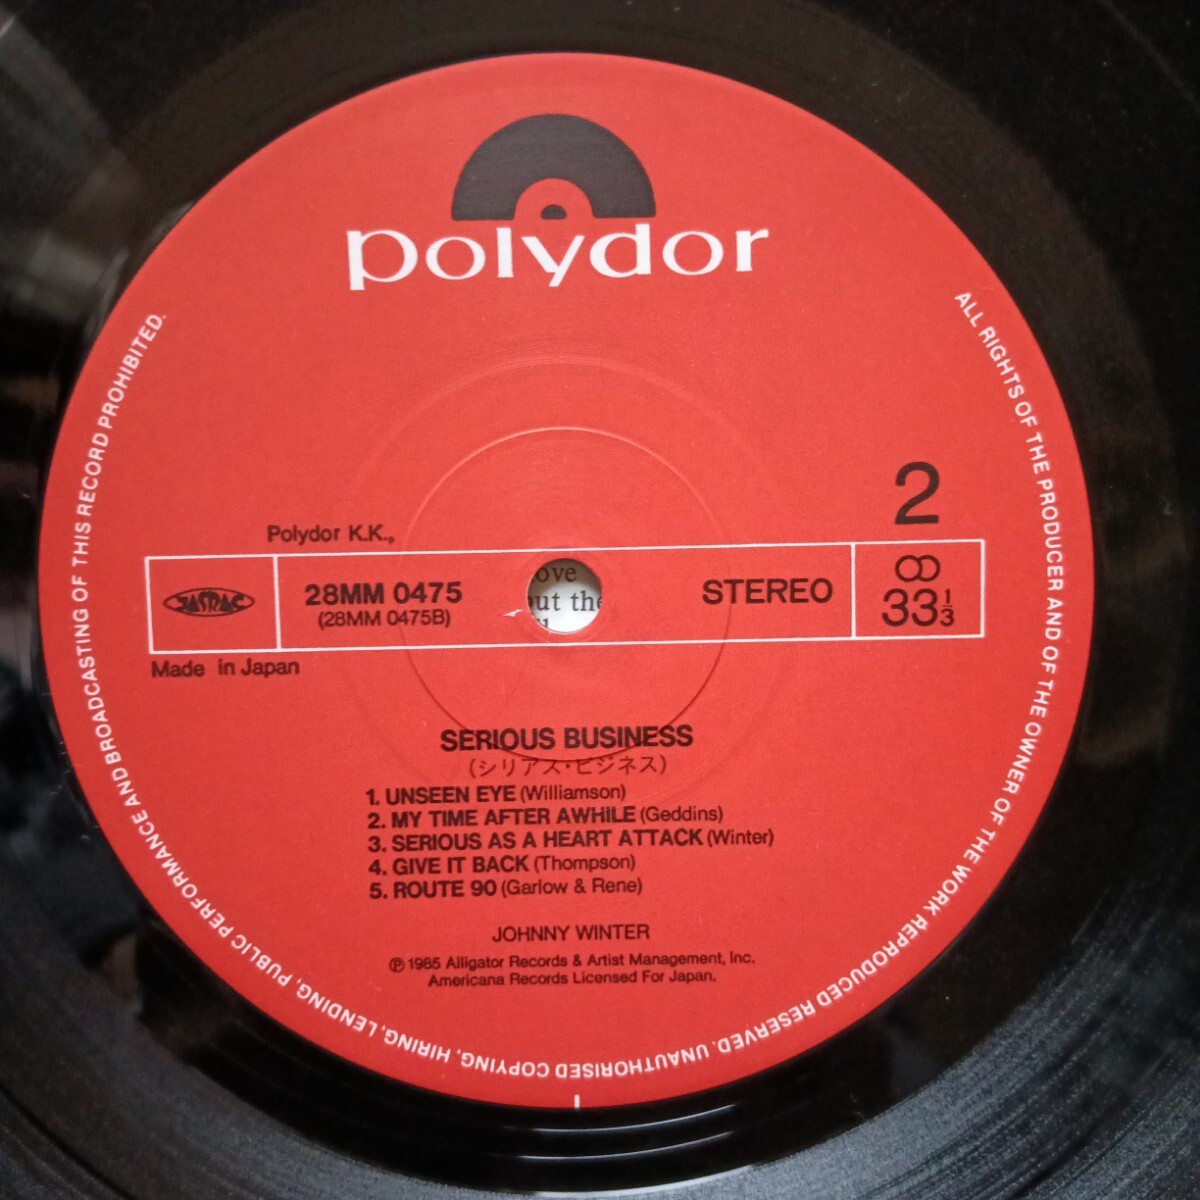 polydor
2
Polydor K.K.。
JASRAC
28MM 0475
(28MM 0475B)
ove
out the
STEREO
33⅓
Made in Japan
SERIOUS BUSINESS
(シリアス・ビジネス)
1. UNSEEN EYE (Williamson)
2. MY TIME AFTER AWHILE (Geddins)
3. SERIOUS AS A HEART ATTACK (Winter)
4. GIVE IT BACK (Thompson)
5. ROUTE 90 (Garlow & Rene)
JOHNNY WINTER
℗ 1985 Alligator Records & Artist Management, Inc.
Americana Records Licensed For Japan.
ALL RIGHTS OF THE PRODUCER AND OF THE OWNER OF THE WORK REPRODUCED RESERVED. UNAUTHORISED COPYING, HIRING, LENDING, PUBLIC PERFORMANCE AND BROADCASTING OF THIS RECORD PROHIBITED.